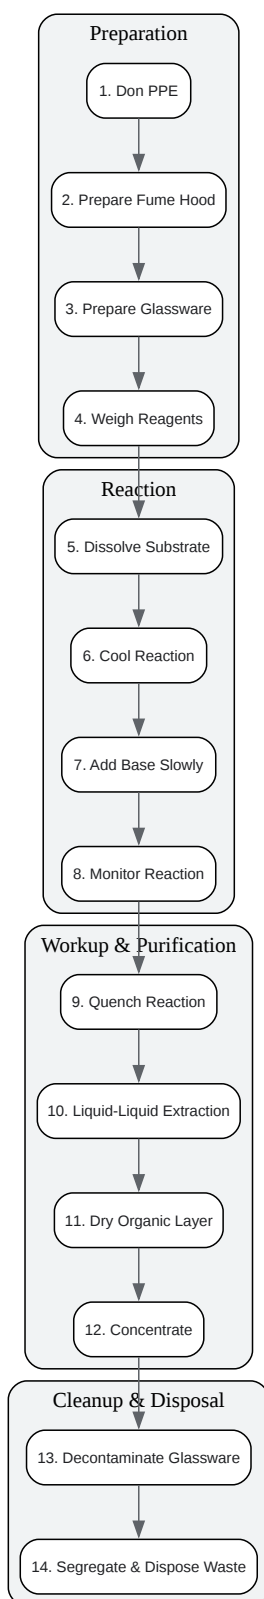 Preparation
1. Don PPE
2. Prepare Fume Hood
3. Prepare Glassware
4. Weigh Reagents
Reaction
5. Dissolve Substrate
6. Cool Reaction
7. Add Base Slowly
8. Monitor Reaction
Workup & Purification
9. Quench Reaction
10. Liquid-Liquid Extraction
11. Dry Organic Layer
12. Concentrate
Cleanup & Disposal
13. Decontaminate Glassware
14. Segregate & Dispose Waste